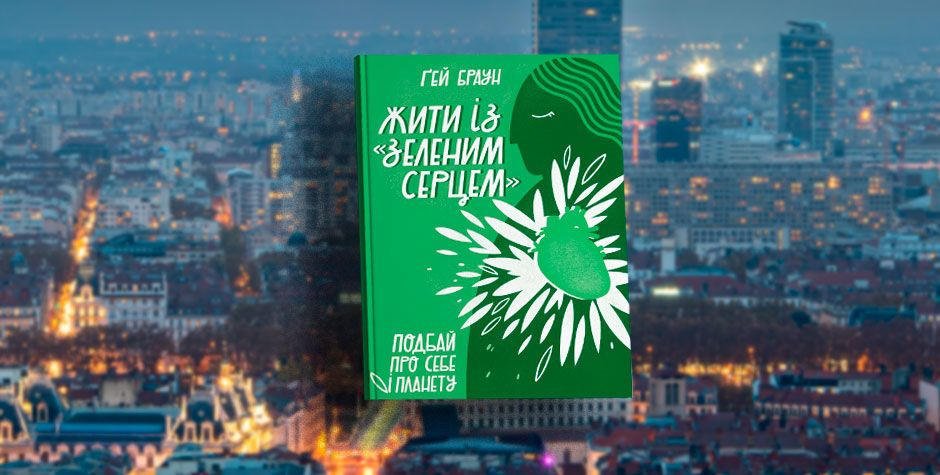 ҐЕЙ БРАУН
ЖИТИ ІЗ
«ЗЕЛЕНИМ
СЕРЦЕМ»
ПОДБАЙ
ПРО СЕБЕ
І ПЛАНЕТУ